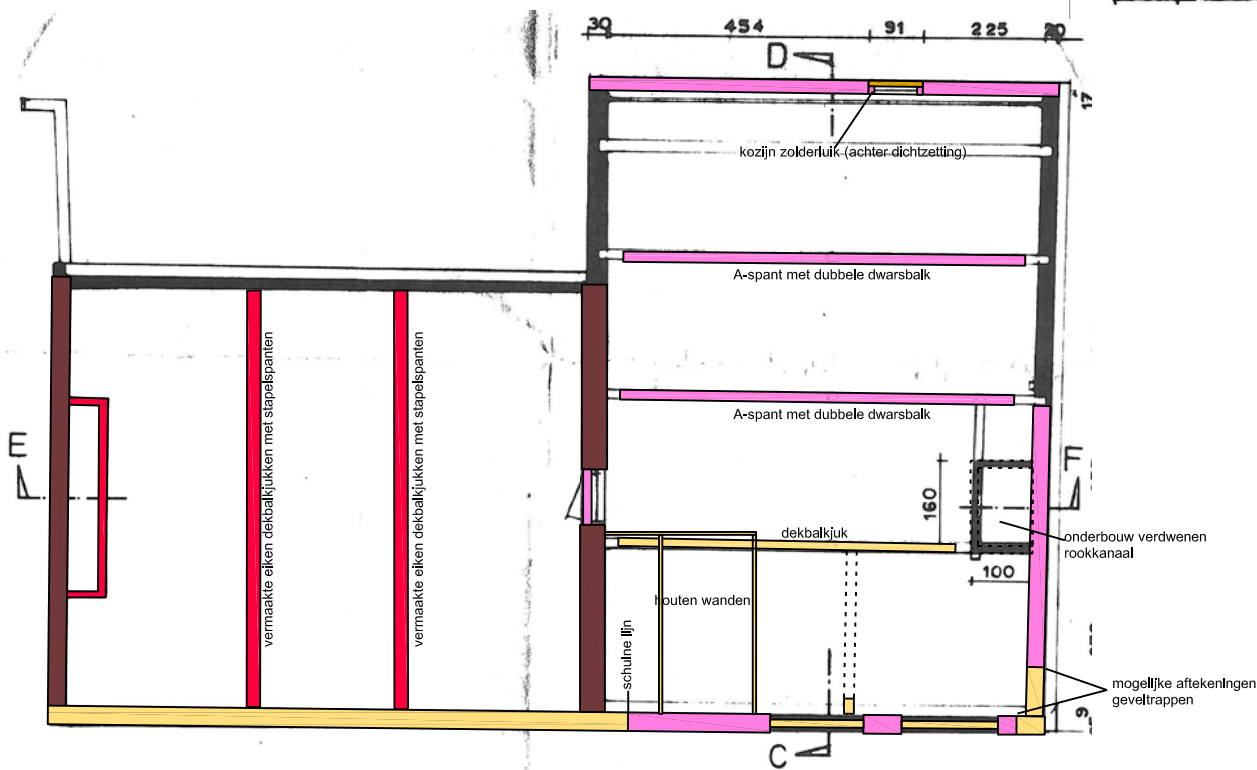 30 454 91 225 20
D
17
kozijn zolderluik (achter dichtzetting)
A-spant met dubbele dwarsbalk
vermaakte eiken dekbalkjukken met stapelspanten
vermaakte eiken dekbalkjukken met stapelspanten
A-spant met dubbele dwarsbalk
E
F
160
dekbalkjuk
onderbouw verdwenen
rookkanaal
100
houten wanden
schuine lijn
mogelijke aftekeningen
geveltrappen
9
C